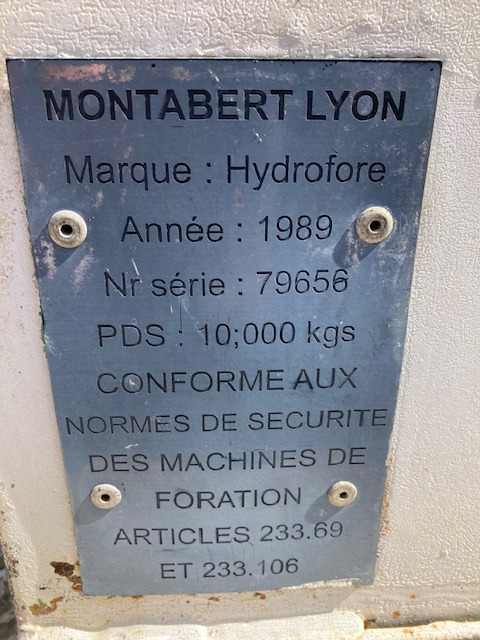 MONTABERT LYON
Marque : Hydrofore
Année : 1989
Nr série : 79656
PDS : 10;000 kgs
CONFORME AUX
NORMES DE SECURITE
DES MACHINES DE
FORATION
ARTICLES 233.69
ET 233.106